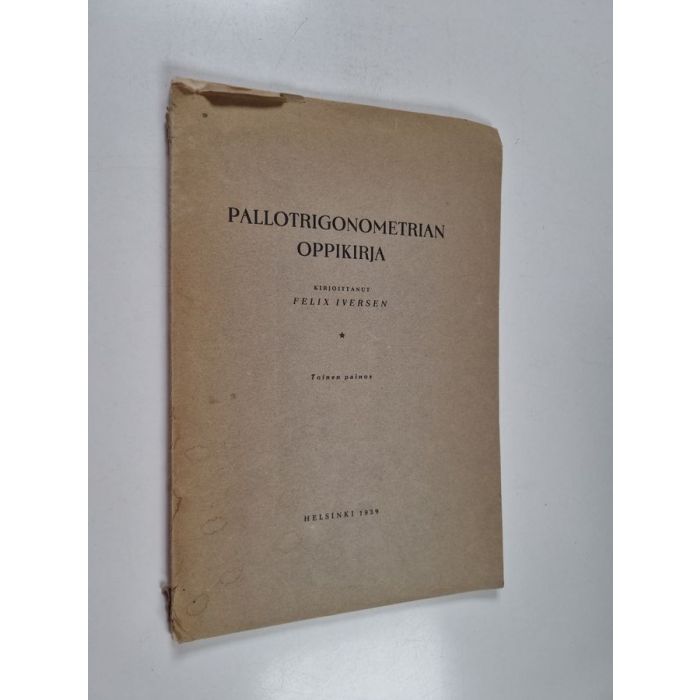 PALLOTRIGONOMETRIAN
OPPIKIRJA
KIRJOITTANUT
FELIX IVERSEN
★
Toinen painos
HELSINKI 1939